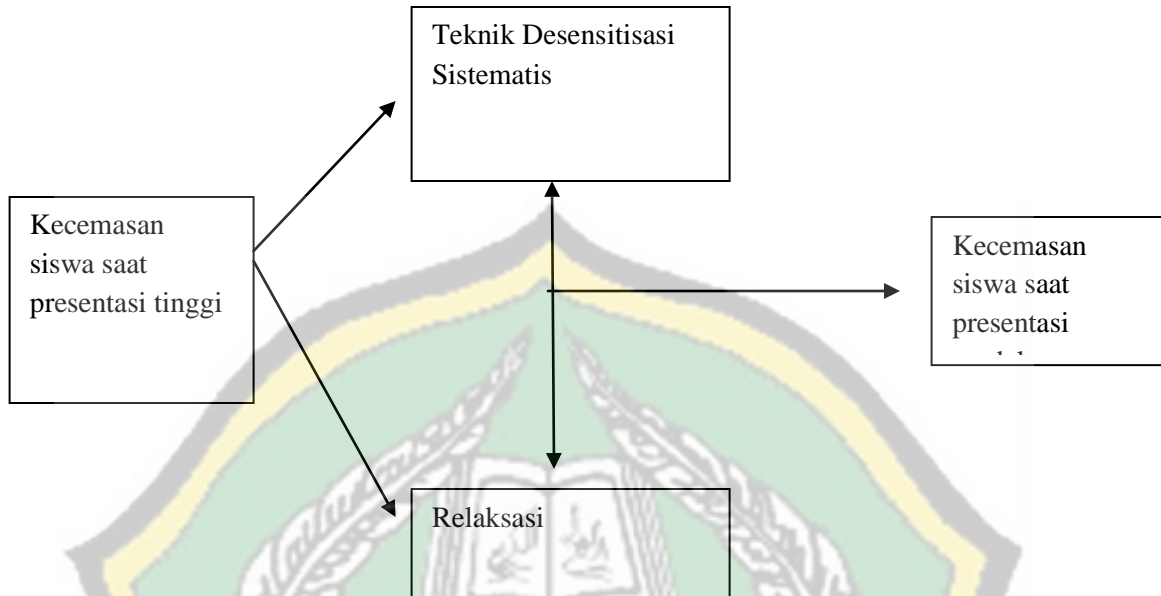 Teknik Desensitisasi
Sistematis
Kecemasan
siswa saat
presentasi tinggi
Kecemasan
siswa saat
presentasi
Relaksasi